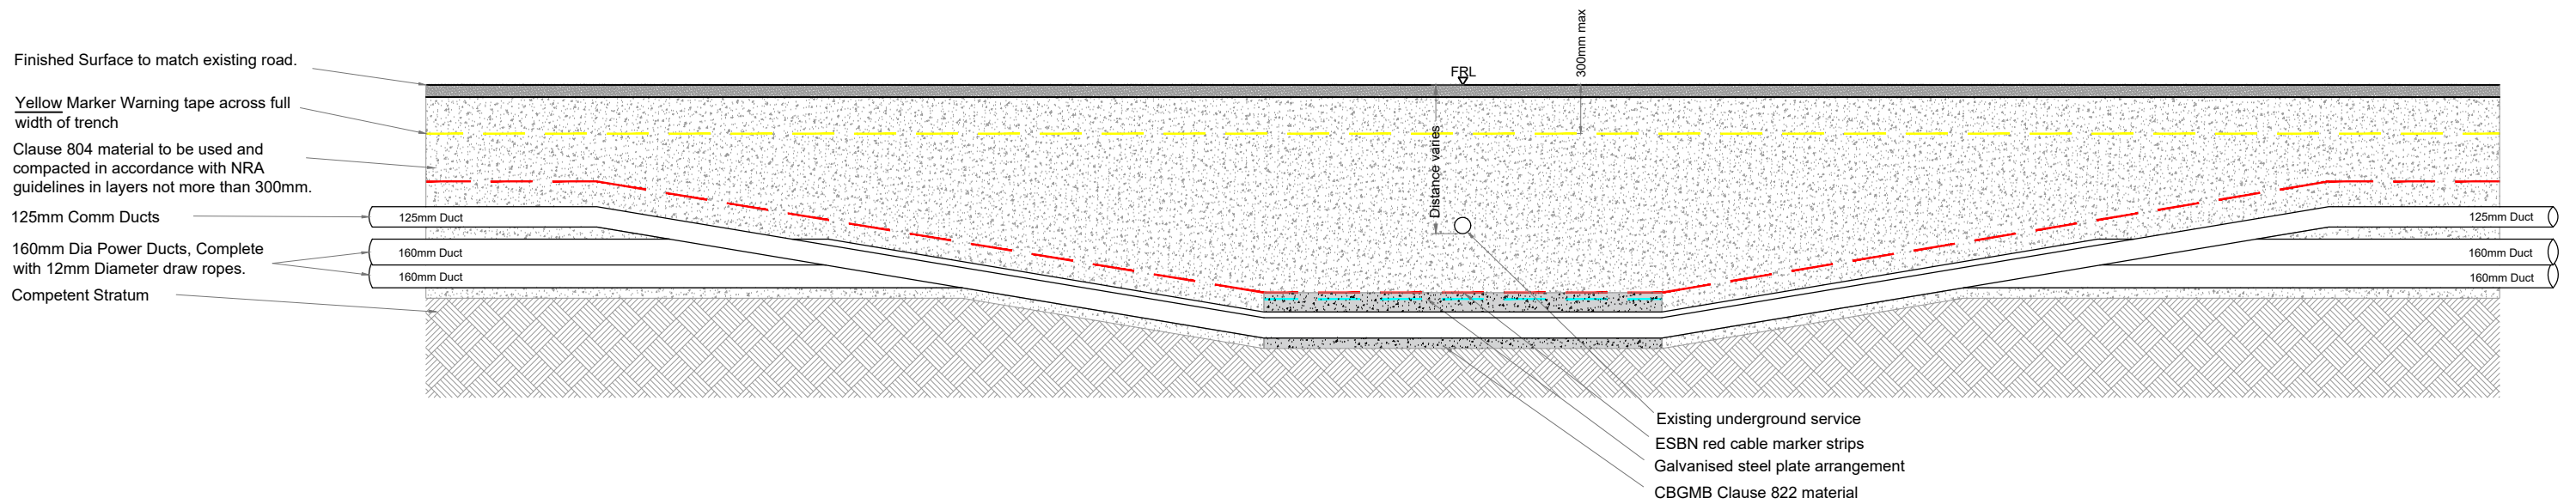 Finished Surface to match existing road.
Yellow Marker Warning tape across full
width of trench
Clause 804 material to be used and
compacted in accordance with NRA
guidelines in layers not more than 300mm.
125mm Comm Ducts
160mm Dia Power Ducts, Complete
with 12mm Diameter draw ropes.
Competent Stratum
125mm Duct
160mm Duct
160mm Duct
FRL
Distance varies
300mm max
125mm Duct
160mm Duct
160mm Duct
Existing underground service
ESBN red cable marker strips
Galvanised steel plate arrangement
CBGMB Clause 822 material